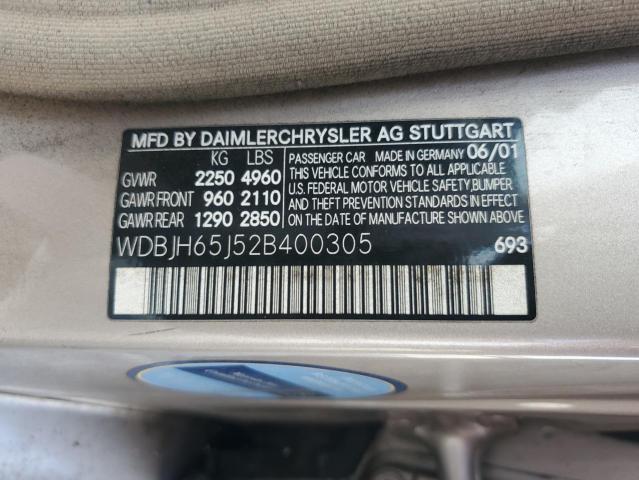 MFD BY DAIMLERCHRYSLER AG STUTTGART
KG LBS
GVWR 2250 4960
GAWR FRONT 960 2110
GAWR REAR 1290 2850
PASSENGER CAR MADE IN GERMANY 06/01
THIS VEHICLE CONFORMS TO ALL APPLICABLE
U.S. FEDERAL MOTOR VEHICLE SAFETY, BUMPER
AND THEFT PREVENTION STANDARDS
IN EFFECT ON THE DATE OF
MANUFACTURE SHOWN ABOVE
WDBJH65J52B400305 693